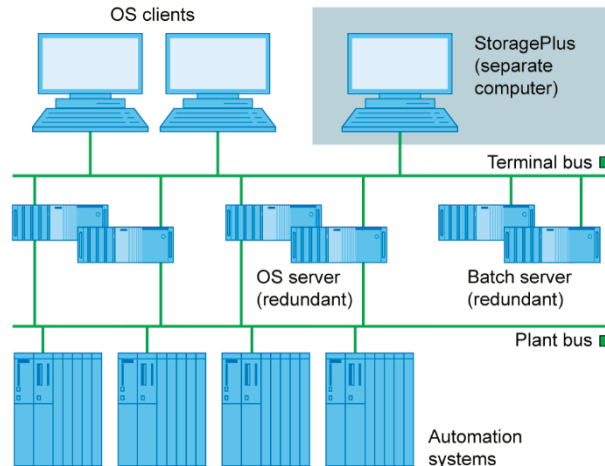 OS clients
StoragePlus
(separate
computer)
Terminal bus
OS server
(redundant)
Batch server
(redundant)
Plant bus
Automation
systems